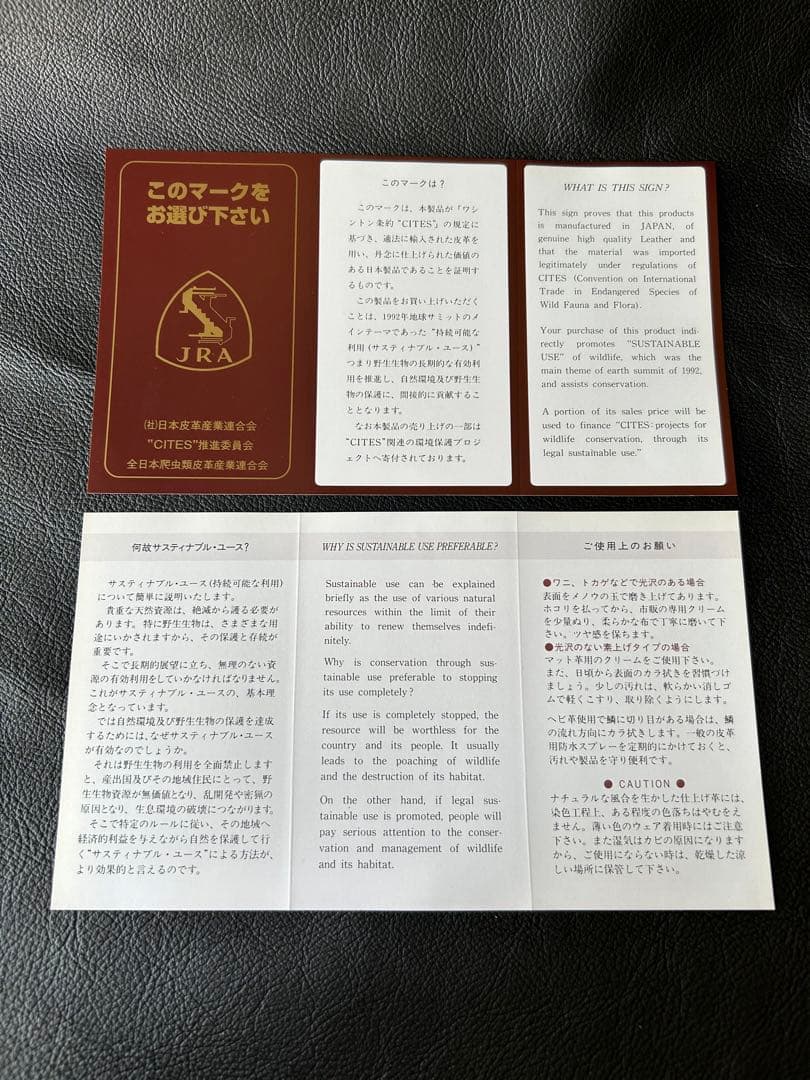 このマークを
お選び下さい
JRA
(社)日本皮革産業連合会
"CITES"推進委員会
全日本爬虫類皮革産業連合会
このマークは?
このマークは、本製品が「ワシ
ントン条約"CITES"」の規定に
基づき、適法に輸入された皮革を
用い、丹念に仕上げられた価値の
ある日本製品であることを証明す
るものです。
この製品をお買い上げいただく
ことは、1992年地球サミットのメ
インテーマであった"持続可能な
利用(サスティナブル・ユース)"
つまり野生生物の長期的な有効利
用を推進し、自然環境及び野生生
物の保護に、間接的に貢献するこ
ととなります。
なお本製品の売り上げの一部は
"CITES"関連の環境保護プロジ
ェクトへ寄付されております。
WHAT IS THIS SIGN?
This sign proves that this products
is manufactured in JAPAN, of
genuine high quality Leather and
that the material was imported
legitimately under regulations of
CITES (Convention on International
Trade in Endangered Species of
Wild Fauna and Flora).
Your purchase of this product indi-
rectly promotes "SUSTAINABLE
USE" of wildlife, which was the
main theme of earth summit of 1992,
and assists conservation.
A portion of its sales price will be
used to finance "CITES: projects for
wildlife conservation, through its
legal sustainable use."
何故サスティナブル・ユース?
サスティナブル・ユース(持続可能な利用)
について簡単に説明いたします。
貴重な天然資源は、絶滅から護る必要が
あります。特に野生生物は、さまざまな用
途にいかされますから、その保護と存続が
重要です。
そこで長期的展望に立ち、無理のない資
源の有効利用をしていかなければなりません。
これがサスティナブル・ユースの、基本理
念となっています。
では自然環境及び野生生物の保護を達成
するためには、なぜサスティナブル・ユース
が有効なのでしょうか。
それは野生生物の利用を全面禁止します
と、産出国及びその地域住民にとって、野
生生物資源が無価値となり、乱開発や密猟の
原因となり、生息環境の破壊につながります。
そこで特定のルールに従い、その地域へ
経済的利益を与えながら自然を保護して行
く"サスティナブル・ユース"による方法が、
より効果的と言えるのです。
WHY IS SUSTAINABLE USE PREFERABLE?
Sustainable use can be explained
briefly as the use of various natural
resources within the limit of their
ability to renew themselves indefi-
nitely.
Why is conservation through sus-
tainable use preferable to stopping
its use completely?
If its use is completely stopped, the
resource will be worthless for the
country and its people. It usually
leads to the poaching of wildlife
and the destruction of its habitat.
On the other hand, if legal sus-
tainable use is promoted, people will
pay serious attention to the conser-
vation and management of wildlife
and its habitat.
ご使用上のお願い
●ワニ、トカゲなどで光沢のある場合
表面をメノウの玉で磨き上げてあります。
ホコリを払ってから、市販の専用クリーム
を少量ぬり、柔らかな布で丁寧に磨いて下
さい。ツヤ感を保ちます。
●光沢のない素上げタイプの場合
マット革用のクリームをご使用下さい。
また、日頃から表面のカラ拭きを習慣づけ
ましょう。少しの汚れは、軟らかい消しゴ
ムで軽くこすり、取り除くようにします。
ヘビ革使用で鱗に切り目がある場合は、鱗
の流れ方向にカラ拭きします。一般の皮革
用防水スプレーを定期的にかけておくと、
汚れや製品を守り便利です。
● CAUTION ●
ナチュラルな風合を生かした仕上げ革には、
染色工程上、ある程度の色落ちはやむをえ
ません。薄い色のウェア着用時にはご注意
下さい。また湿気はカビの原因になります
から、ご使用にならない時は、乾燥した涼
しい場所に保管して下さい。